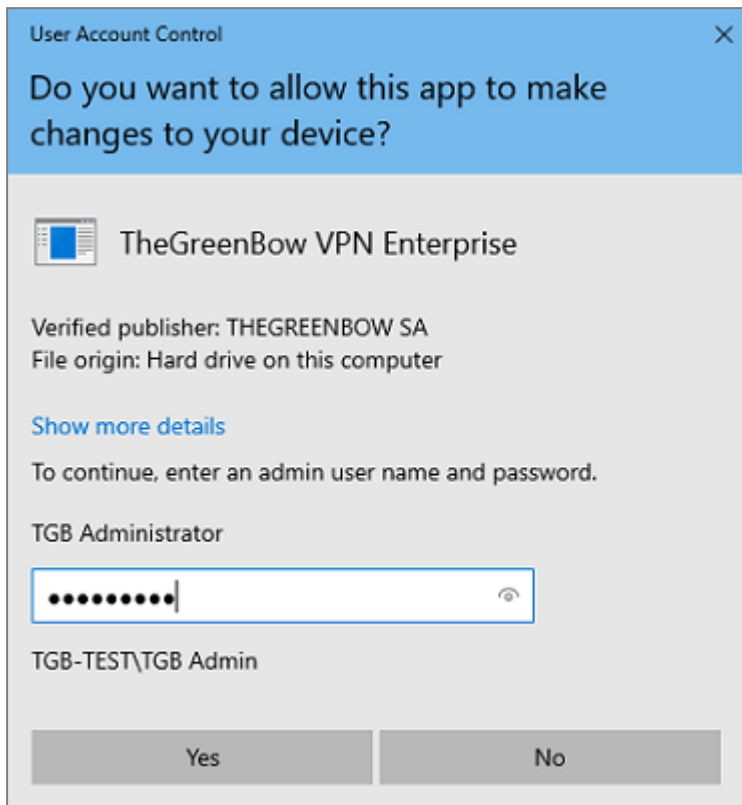 User Account Control
Do you want to allow this app to make
changes to your device?
TheGreenBow VPN Enterprise
Verified publisher: THEGREENBOW SA
File origin: Hard drive on this computer
Show more details
To continue, enter an admin user name and password.
TGB Administrator
●●●●●●●●●
TGB-TEST\TGB Admin
Yes
No